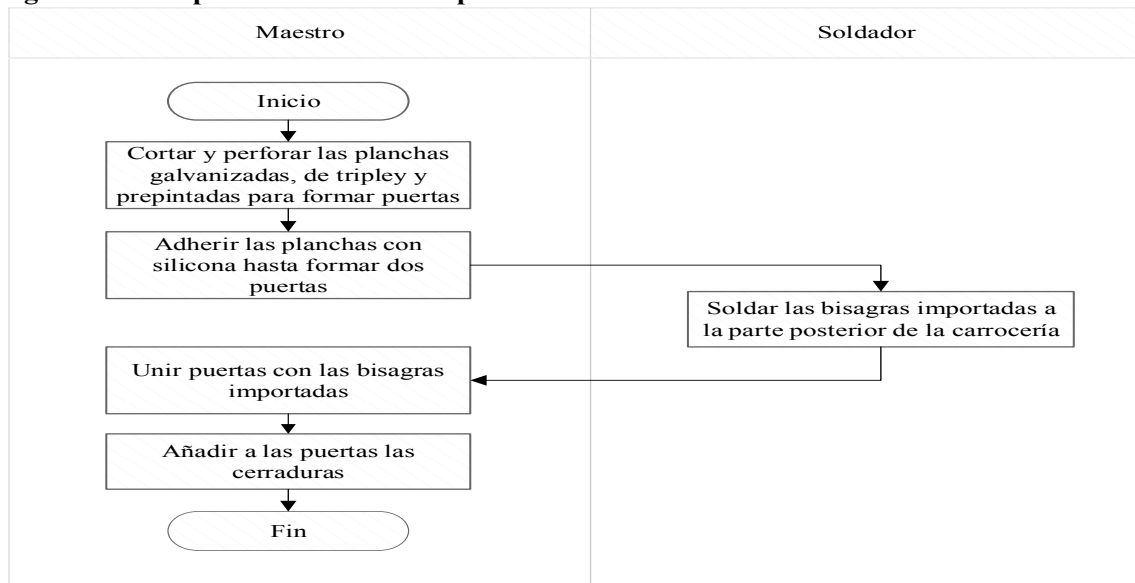 Maestro
Soldador
Inicio
Cortar y perforar las planchas
galvanizadas, de tripley y
prepintadas para formar puertas
Adherir las planchas con
silicona hasta formar dos
puertas
Soldar las bisagras importadas a
la parte posterior de la carrocería
Unir puertas con las bisagras
importadas
Añadir a las puertas las
cerraduras
Fin